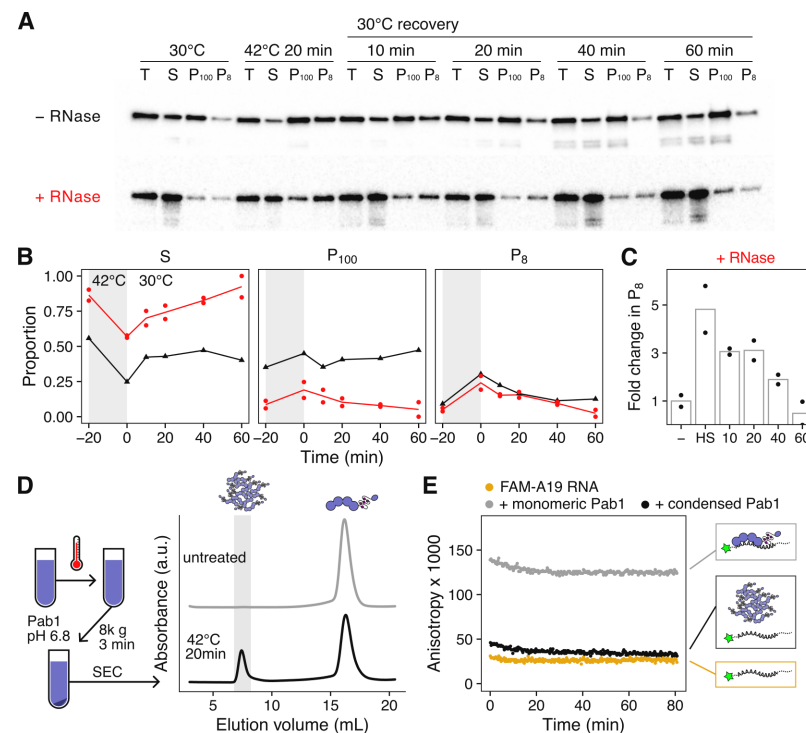 A
30°C recovery
30°C 42°C 20 min 10 min 20 min 40 min 60 min
T S P₁₀₀ P₈ T S P₁₀₀ P₈ T S P₁₀₀ P₈ T S P₁₀₀ P₈ T S P₁₀₀ P₈ T S P₁₀₀ P₈
− RNase
+ RNase
B
S P₁₀₀ P₈
42°C 30°C
Proportion
1.00
0.75
0.50
0.25
0.00
−20 0 20 40 60 −20 0 20 40 60 −20 0 20 40 60
Time (min)
C
+ RNase
Fold change in P₈
5
3
1
− HS 10 20 40 60
D
Pab1
pH 6.8
8k g
3 min
SEC
Absorbance (a.u.)
untreated
42°C
20min
5 10 15 20
Elution volume (mL)
E
FAM-A19 RNA
+ monomeric Pab1 + condensed Pab1
Anisotropy x 1000
150
100
50
0
0 20 40 60 80
Time (min)